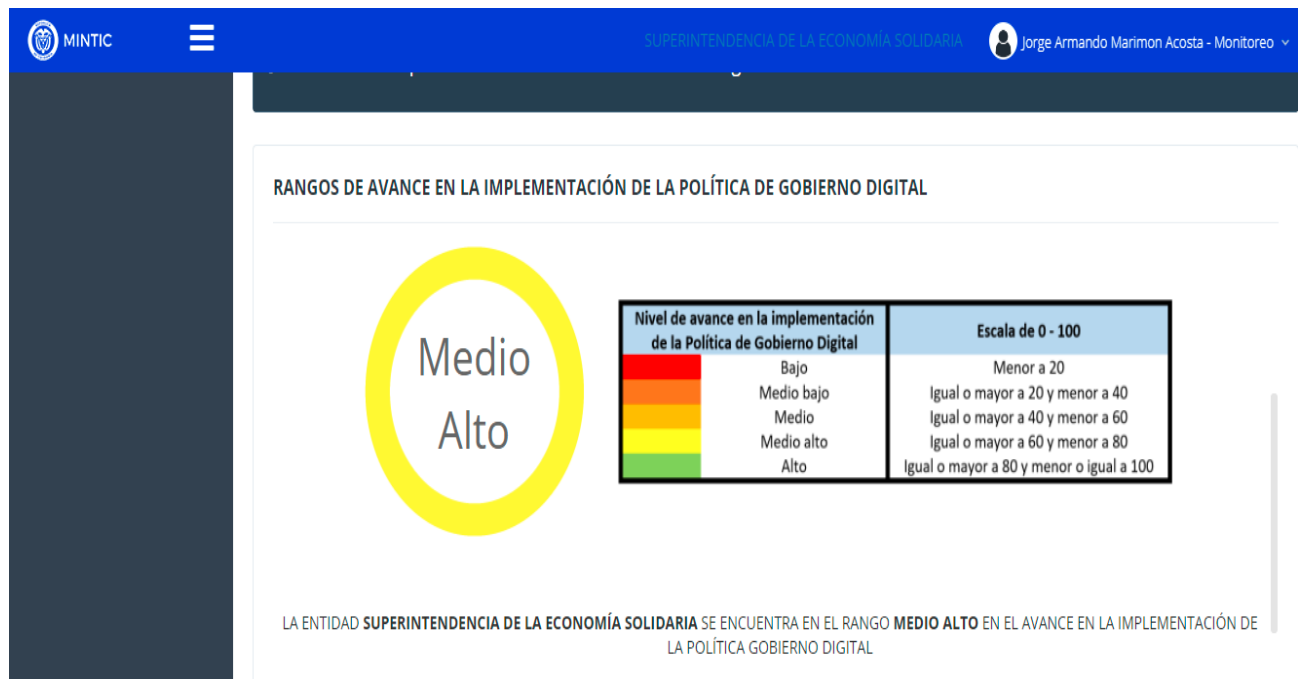 MINTIC
SUPERINTENDENCIA DE LA ECONOMÍA SOLIDARIA
Jorge Armando Marimon Acosta - Monitoreo
RANGOS DE AVANCE EN LA IMPLEMENTACIÓN DE LA POLÍTICA DE GOBIERNO DIGITAL
Medio
Alto
Nivel de avance en la implementación
de la Política de Gobierno Digital
Escala de 0 - 100
Bajo Menor a 20
Medio bajo Igual o mayor a 20 y menor a 40
Medio Igual o mayor a 40 y menor a 60
Medio alto Igual o mayor a 60 y menor a 80
Alto Igual o mayor a 80 y menor o igual a 100
LA ENTIDAD SUPERINTENDENCIA DE LA ECONOMÍA SOLIDARIA SE ENCUENTRA EN EL RANGO MEDIO ALTO EN EL AVANCE EN LA IMPLEMENTACIÓN DE
LA POLÍTICA GOBIERNO DIGITAL